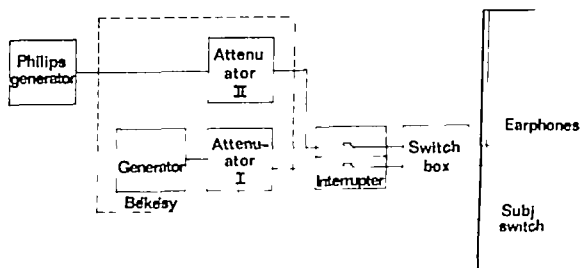 Philips
generator
Attenu
ator
II
Generator
Attenu-
ator
I
Békésy
Interrupter
Switch
box
Earphones
Subj
switch